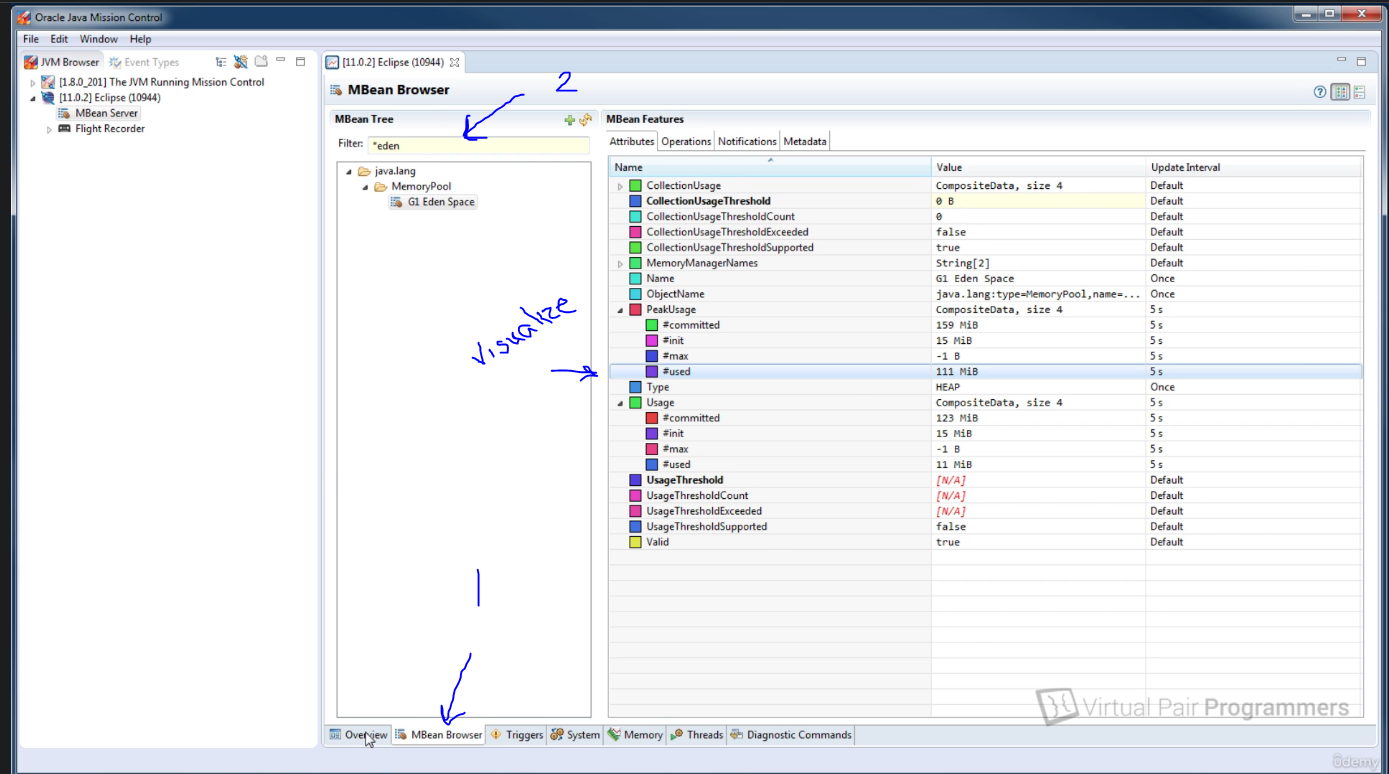 Oracle Java Mission Control
File Edit Window Help
JVM Browser Event Types
[1.8.0_201] The JVM Running Mission Control
[11.0.2] Eclipse (10944)
MBean Server
Flight Recorder
[11.0.2] Eclipse (10944)
MBean Browser
2
MBean Tree
Filter: *eden
java.lang
MemoryPool
G1 Eden Space
visualize
1
MBean Features
Attributes Operations Notifications Metadata
Name Value Update Interval
CollectionUsage CompositeData, size 4 Default
CollectionUsageThreshold 0 B Default
CollectionUsageThresholdCount 0 Default
CollectionUsageThresholdExceeded false Default
CollectionUsageThresholdSupported true Default
MemoryManagerNames String[2] Default
Name G1 Eden Space Once
ObjectName java.lang:type=MemoryPool,name=... Once
PeakUsage CompositeData, size 4 5 s
#committed 159 MiB 5 s
#init 15 MiB 5 s
#max -1 B 5 s
#used 111 MiB 5 s
Type HEAP Once
Usage CompositeData, size 4 5 s
#committed 123 MiB 5 s
#init 15 MiB 5 s
#max -1 B 5 s
#used 11 MiB 5 s
UsageThreshold [N/A] Default
UsageThresholdCount [N/A] Default
UsageThresholdExceeded [N/A] Default
UsageThresholdSupported false Default
Valid true Default
Virtual Pair Programmers
Overview MBean Browser Triggers System Memory Threads Diagnostic Commands
ûdemy